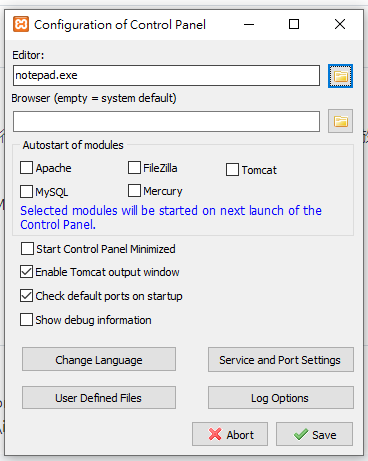 Configuration of Control Panel
Editor:
notepad.exe
Browser (empty = system default)
Autostart of modules
Apache
FileZilla
Tomcat
MySQL
Mercury
Selected modules will be started on next launch of the
Control Panel.
Start Control Panel Minimized
Enable Tomcat output window
Check default ports on startup
Show debug information
Change Language
Service and Port Settings
User Defined Files
Log Options
Abort
Save